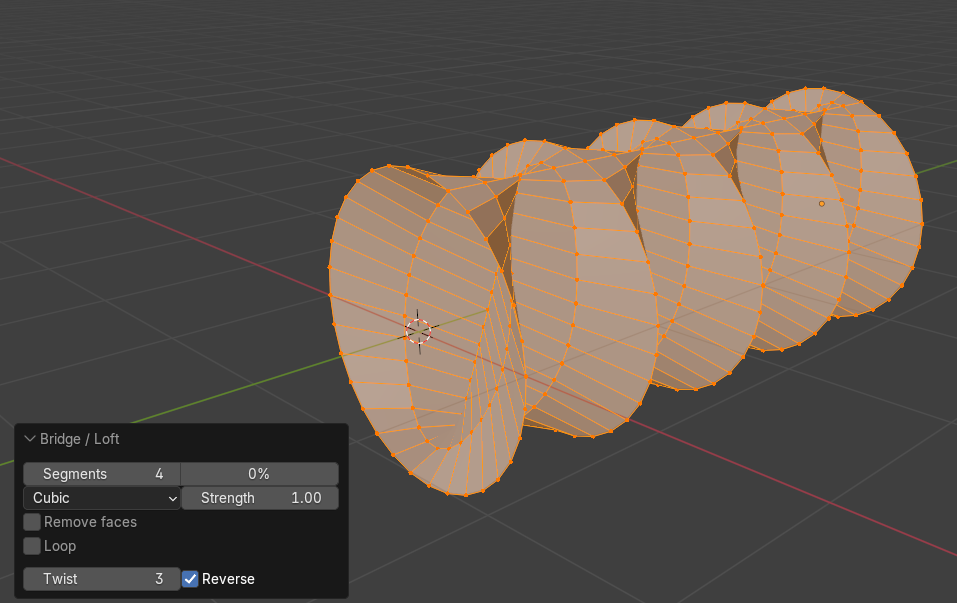 Bridge / Loft
Segments 4 0%
Cubic Strength 1.00
Remove faces
Loop
Twist 3 Reverse